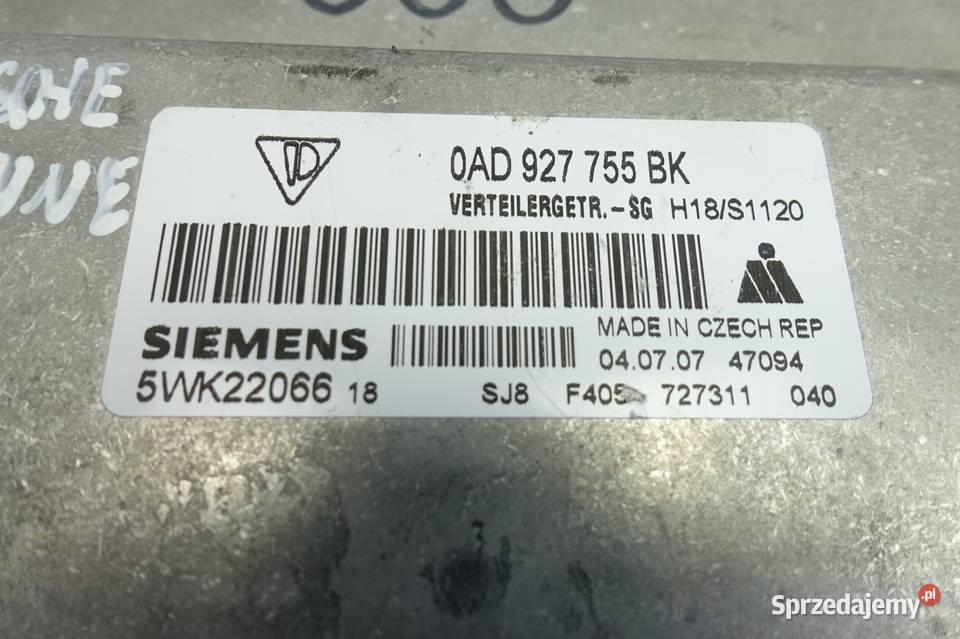 0AD 927 755 BK
VERTEILERGETR.-SG H18/S1120
MADE IN CZECH REP
SIEMENS
04.07.07 47094
5WK22066 18 SJ8 F405 727311 040
Sprzedajemy.pl